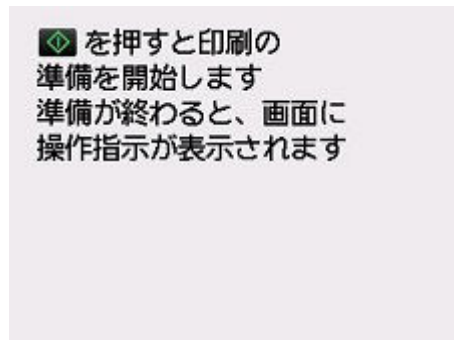 を押すと印刷の
準備を開始します
準備が終わると、画面に
操作指示が表示されます